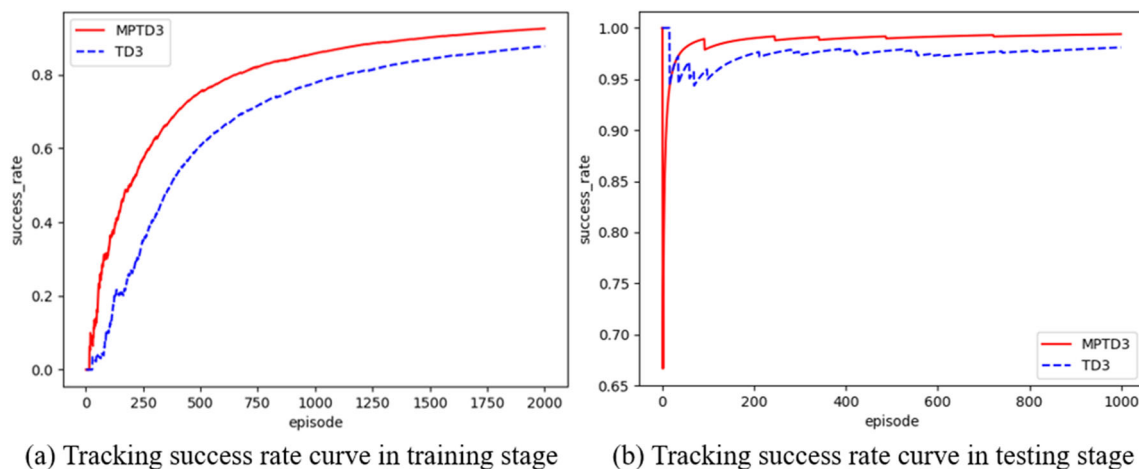 MPTD3
TD3
0.8
0.6
0.4
0.2
0.0
success_rate
0 250 500 750 1000 1250 1500 1750 2000
episode
(a) Tracking success rate curve in training stage
1.00
0.95
0.90
0.85
0.80
0.75
0.70
0.65
success_rate
MPTD3
TD3
0 200 400 600 800 1000
episode
(b) Tracking success rate curve in testing stage